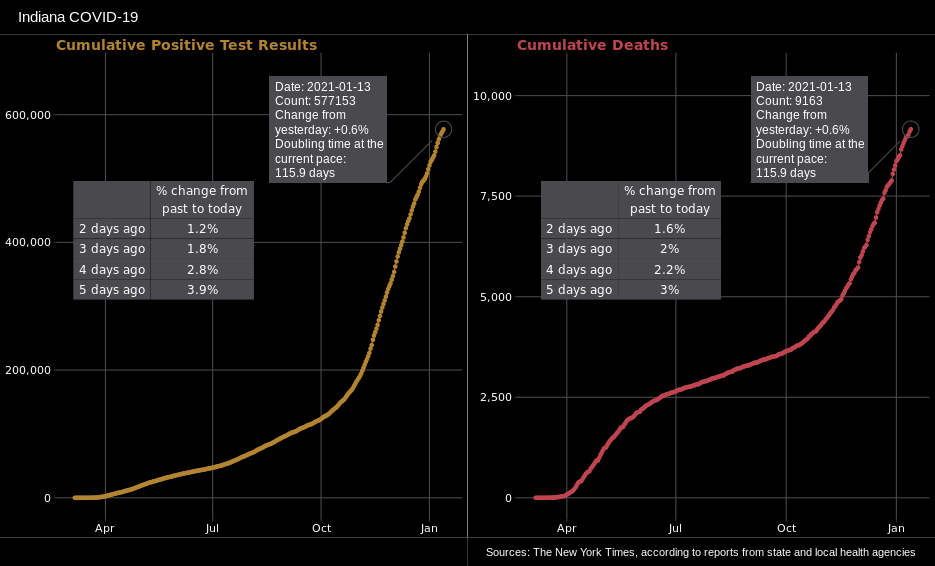 Indiana COVID-19
Cumulative Positive Test Results
600,000
400,000
200,000
0
Apr
Jul
Oct
Jan
Date: 2021-01-13
Count: 577153
Change from
yesterday: +0.6%
Doubling time at the
current pace:
115.9 days
% change from
past to today
2 days ago 1.2%
3 days ago 1.8%
4 days ago 2.8%
5 days ago 3.9%
Cumulative Deaths
10,000
7,500
5,000
2,500
0
Apr
Jul
Oct
Jan
Date: 2021-01-13
Count: 9163
Change from
yesterday: +0.6%
Doubling time at the
current pace:
115.9 days
% change from
past to today
2 days ago 1.6%
3 days ago 2%
4 days ago 2.2%
5 days ago 3%
Sources: The New York Times, according to reports from state and local health agencies